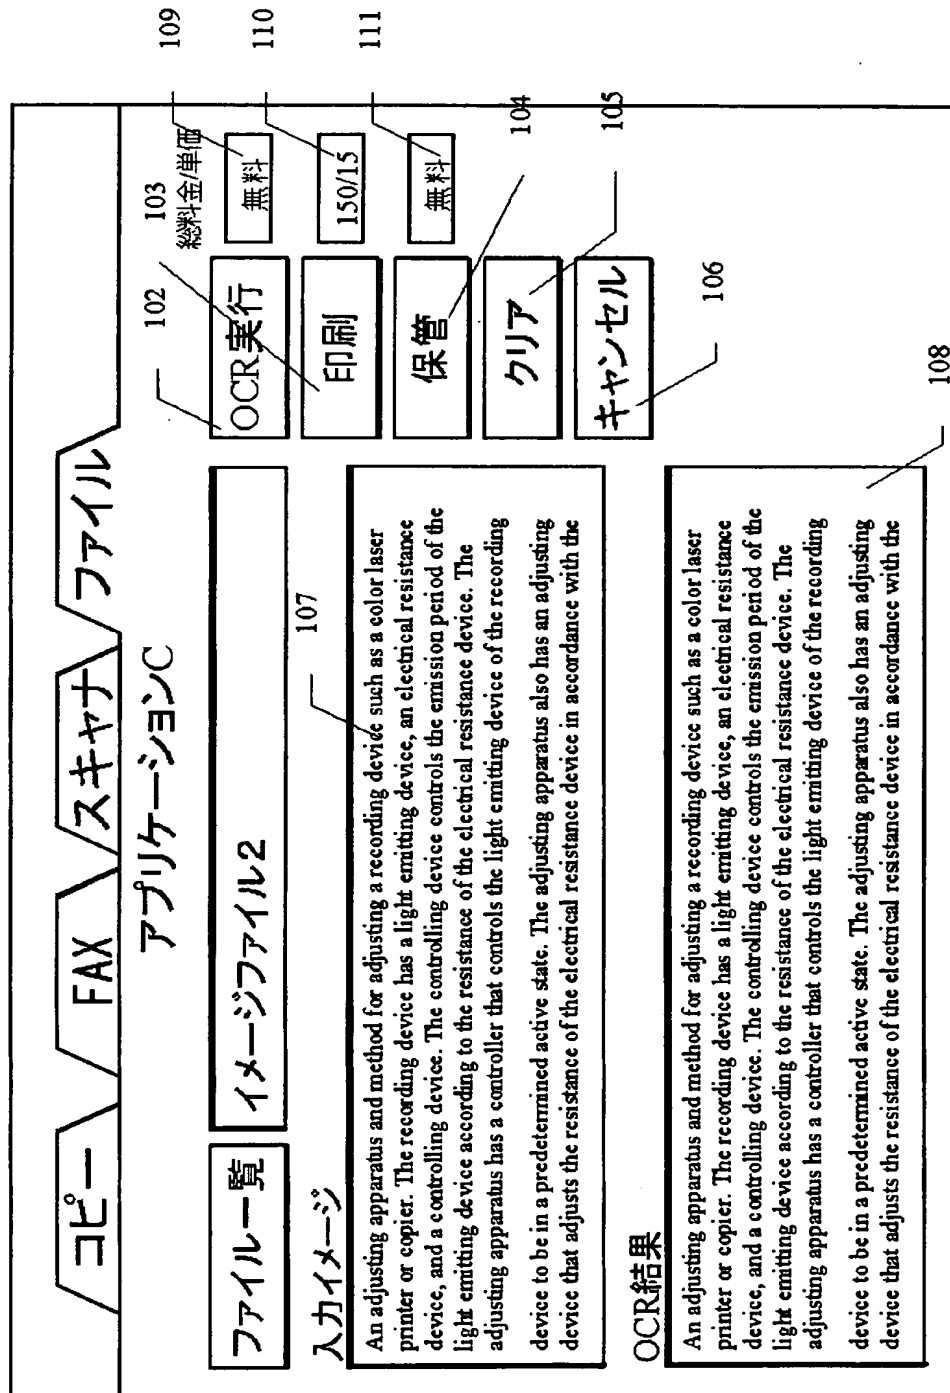 コピー
FAX
スキャナ
ファイル
アプリケーションC
ファイル一覧
イメージファイル2
102
103
総料金/単価
109
OCR実行
無料
110
印刷
150/15
111
保管
無料
104
クリア
105
キャンセル
106
入力イメージ
107
An adjusting apparatus and method for adjusting a recording device such as a color laser
printer or copier. The recording device has a light emitting device, an electrical resistance
device, and a controlling device. The controlling device controls the emission period of the
light emitting device according to the resistance of the electrical resistance device. The
adjusting apparatus has a controller that controls the light emitting device of the recording
device to be in a predetermined active state. The adjusting apparatus also has an adjusting
device that adjusts the resistance of the electrical resistance device in accordance with the
OCR結果
108
An adjusting apparatus and method for adjusting a recording device such as a color laser
printer or copier. The recording device has a light emitting device, an electrical resistance
device, and a controlling device. The controlling device controls the emission period of the
light emitting device according to the resistance of the electrical resistance device. The
adjusting apparatus has a controller that controls the light emitting device of the recording
device to be in a predetermined active state. The adjusting apparatus also has an adjusting
device that adjusts the resistance of the electrical resistance device in accordance with the